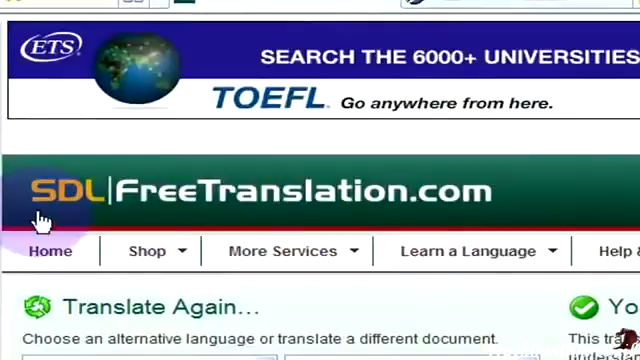 ETS
SEARCH THE 6000+ UNIVERSITIES
TOEFL. Go anywhere from here.
SDL|FreeTranslation.com
Home Shop More Services Learn a Language Help &
Translate Again... Yo
Choose an alternative language or translate a different document. This tra
understan